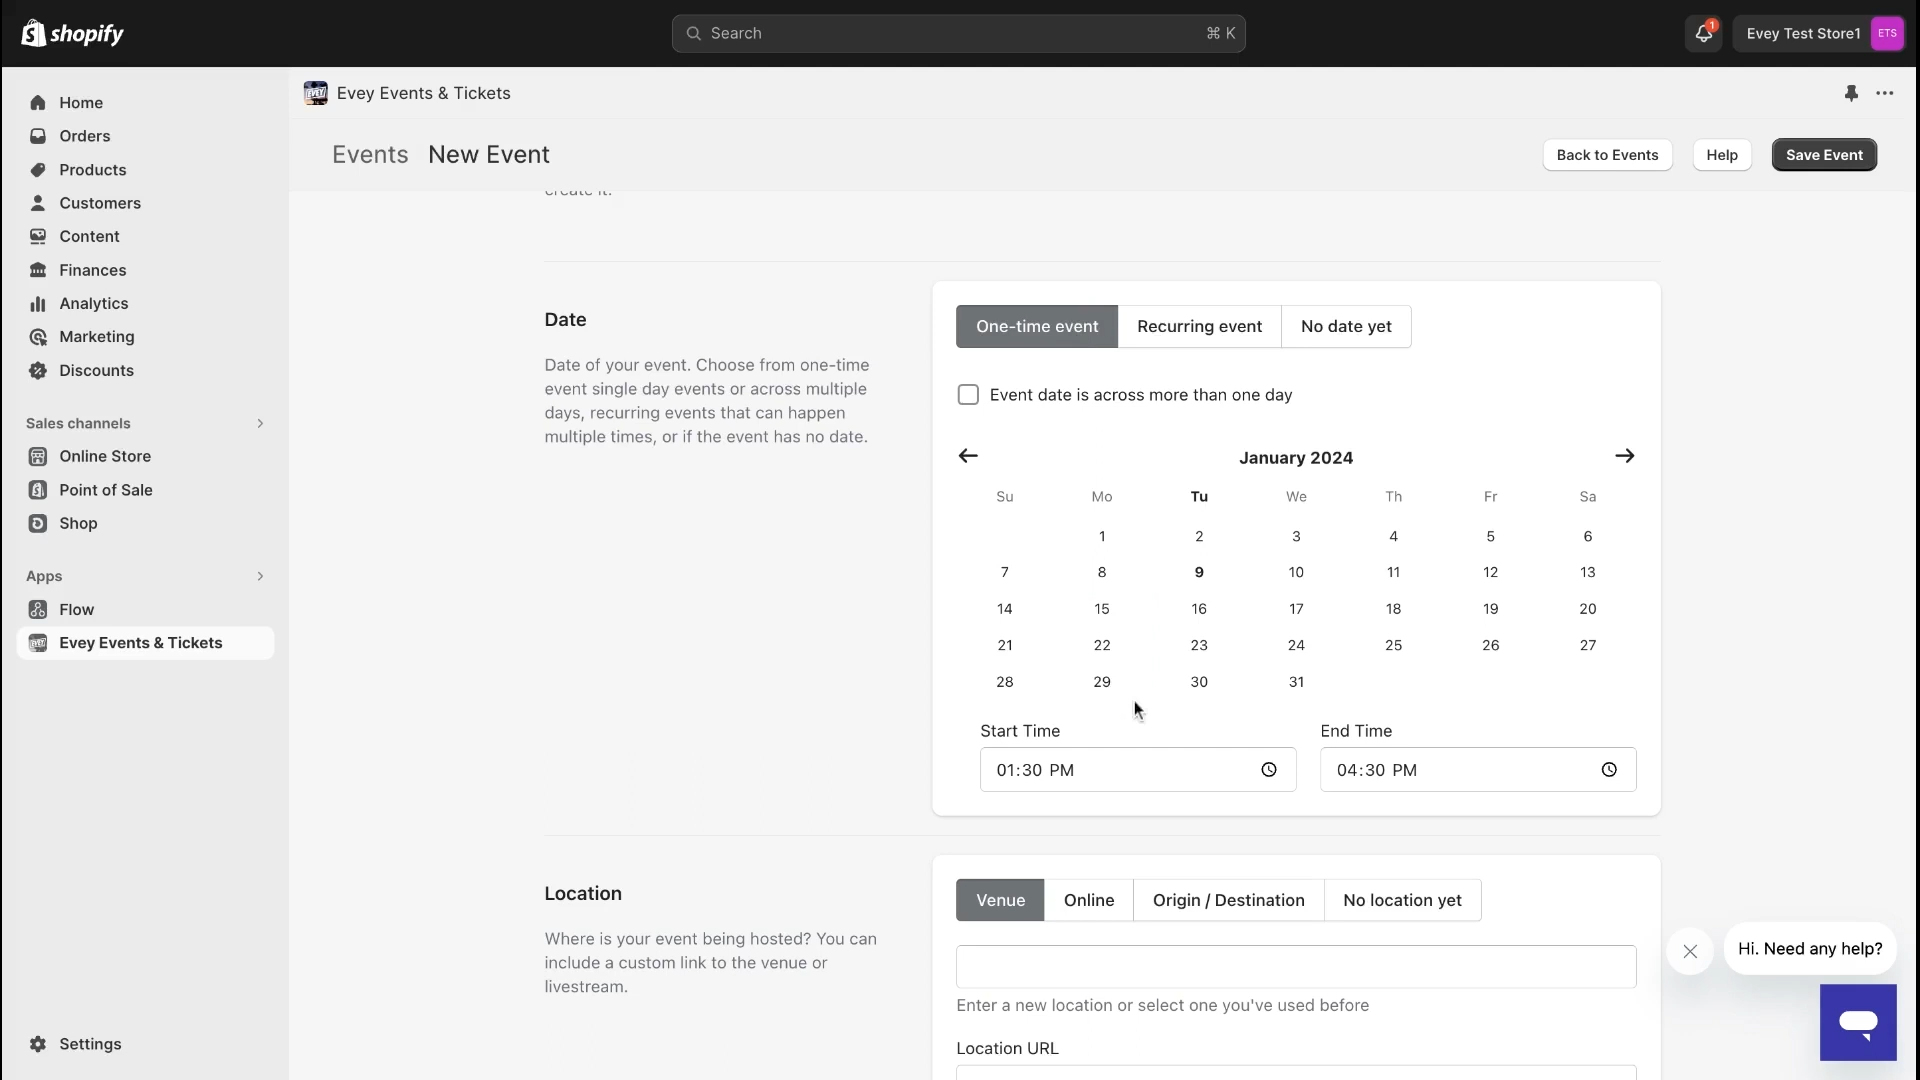 shopify
Search
⌘ K
1
Evey Test Store1
ETS
Home
Orders
Products
Customers
Content
Finances
Analytics
Marketing
Discounts
Sales channels
Online Store
Point of Sale
Shop
Apps
Flow
Evey Events & Tickets
Settings
EVEY
Evey Events & Tickets
Events New Event
Back to Events
Help
Save Event
create it.
Date
Date of your event. Choose from one-time
event single day events or across multiple
days, recurring events that can happen
multiple times, or if the event has no date.
One-time event
Recurring event
No date yet
Event date is across more than one day
January 2024
Su Mo Tu We Th Fr Sa
1 2 3 4 5 6
7 8 9 10 11 12 13
14 15 16 17 18 19 20
21 22 23 24 25 26 27
28 29 30 31
Start Time
End Time
01:30 PM
04:30 PM
Location
Where is your event being hosted? You can
include a custom link to the venue or
livestream.
Venue
Online
Origin / Destination
No location yet
Enter a new location or select one you've used before
Location URL
Hi. Need any help?